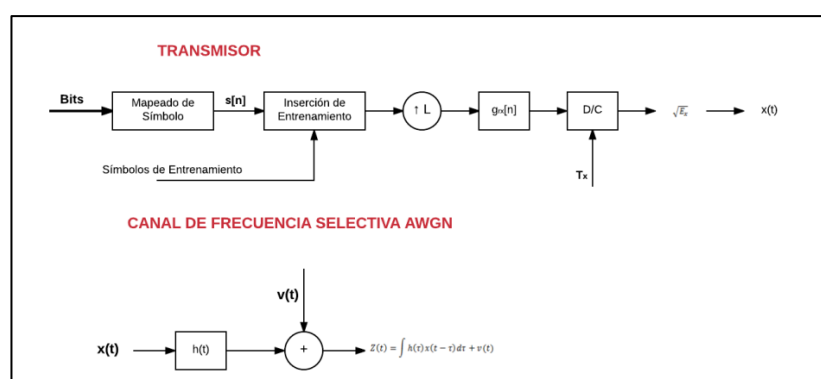 TRANSMISOR
Bits
Mapeado de
Símbolo
s[n]
Inserción de
Entrenamiento
↑ L
gtx[n]
D/C
√Ex
x(t)
Símbolos de Entrenamiento
Tx
CANAL DE FRECUENCIA SELECTIVA AWGN
v(t)
x(t)
h(t)
+
Z(t) = ∫ h(τ)x(t − τ) dτ + v(t)